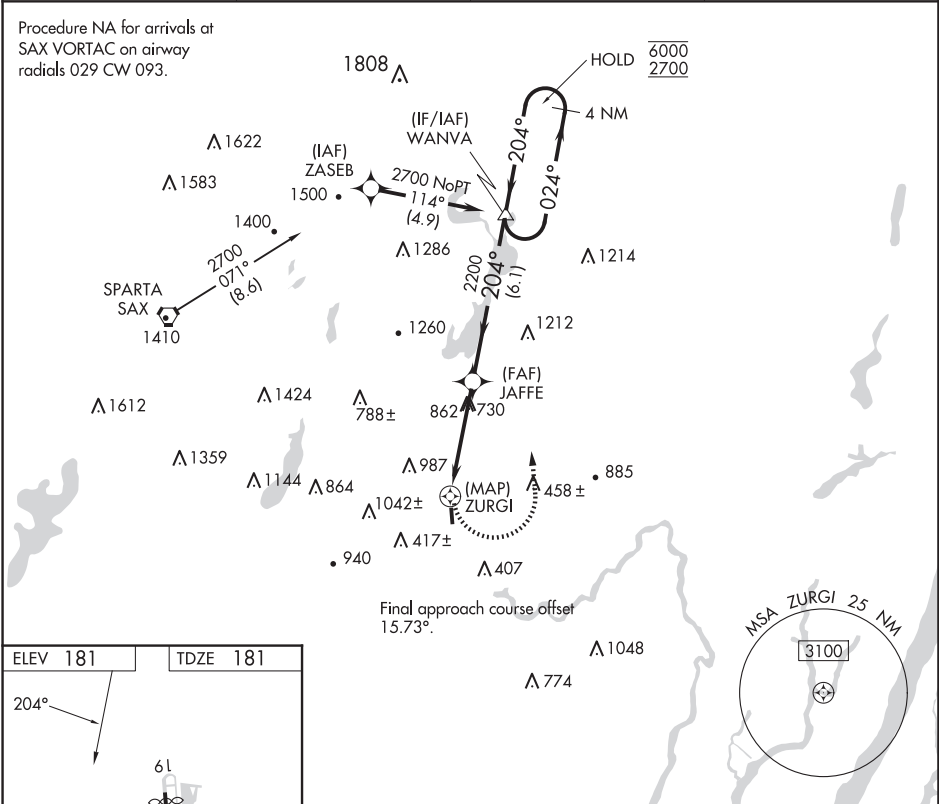 Procedure NA for arrivals at
SAX VORTAC on airway
radials 029 CW 093.
1808
HOLD
6000
2700
4 NM
(IF/IAF)
WANVA
204°
024°
1622
(IAF)
ZASEB
1583
1500
2700 NoPT
114°
(4.9)
1400
1286
1214
2700
071°
(8.6)
2200
204°
(6.1)
SPARTA
SAX
1410
1260
1212
(FAF)
JAFFE
1612
1424
788±
862
730
1359
987
1144
864
(MAP)
ZURGI
885
458±
1042±
417±
940
407
Final approach course offset
15.73°.
1048
774
MSA ZURGI 25 NM
3100
ELEV 181
TDZE 181
204°
19